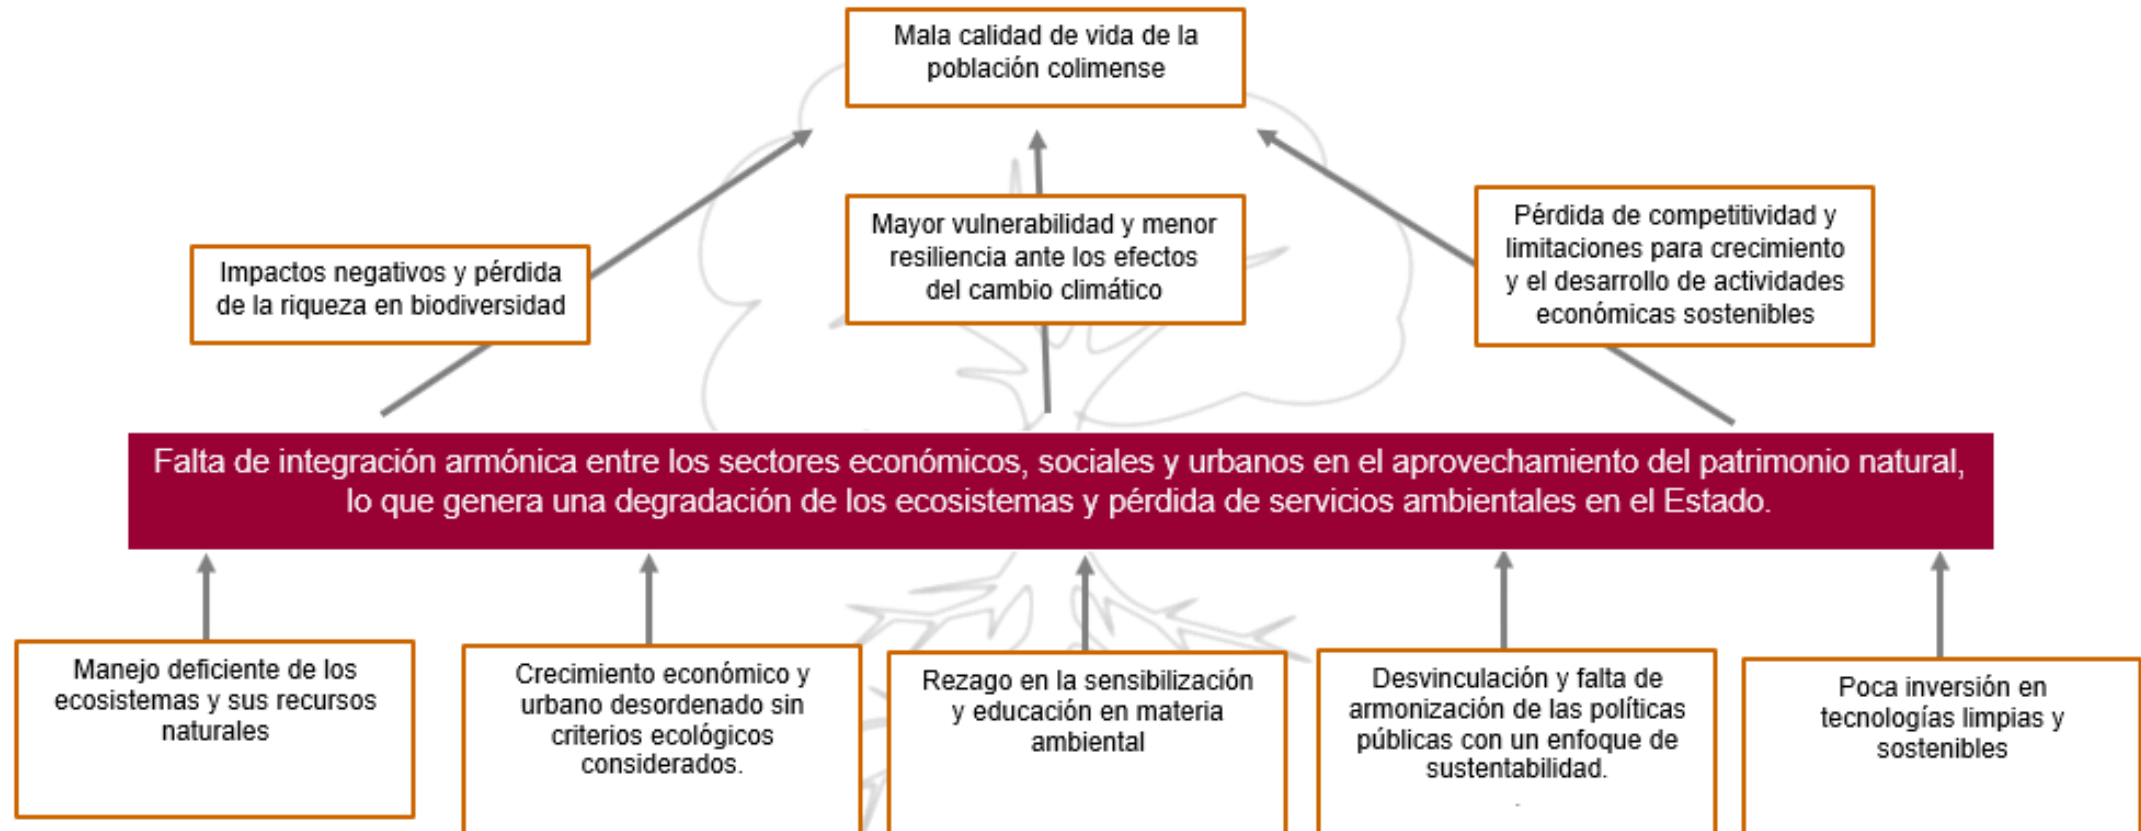 Mala calidad de vida de la
población colimense
Impactos negativos y pérdida
de la riqueza en biodiversidad
Mayor vulnerabilidad y menor
resiliencia ante los efectos
del cambio climático
Pérdida de competitividad y
limitaciones para crecimiento
y el desarrollo de actividades
económicas sostenibles
Falta de integración armónica entre los sectores económicos, sociales y urbanos en el aprovechamiento del patrimonio natural,
lo que genera una degradación de los ecosistemas y pérdida de servicios ambientales en el Estado.
Manejo deficiente de los
ecosistemas y sus recursos
naturales
Crecimiento económico y
urbano desordenado sin
criterios ecológicos
considerados.
Rezago en la sensibilización
y educación en materia
ambiental
Desvinculación y falta de
armonización de las políticas
públicas con un enfoque de
sustentabilidad.
.
Poca inversión en
tecnologías limpias y
sostenibles